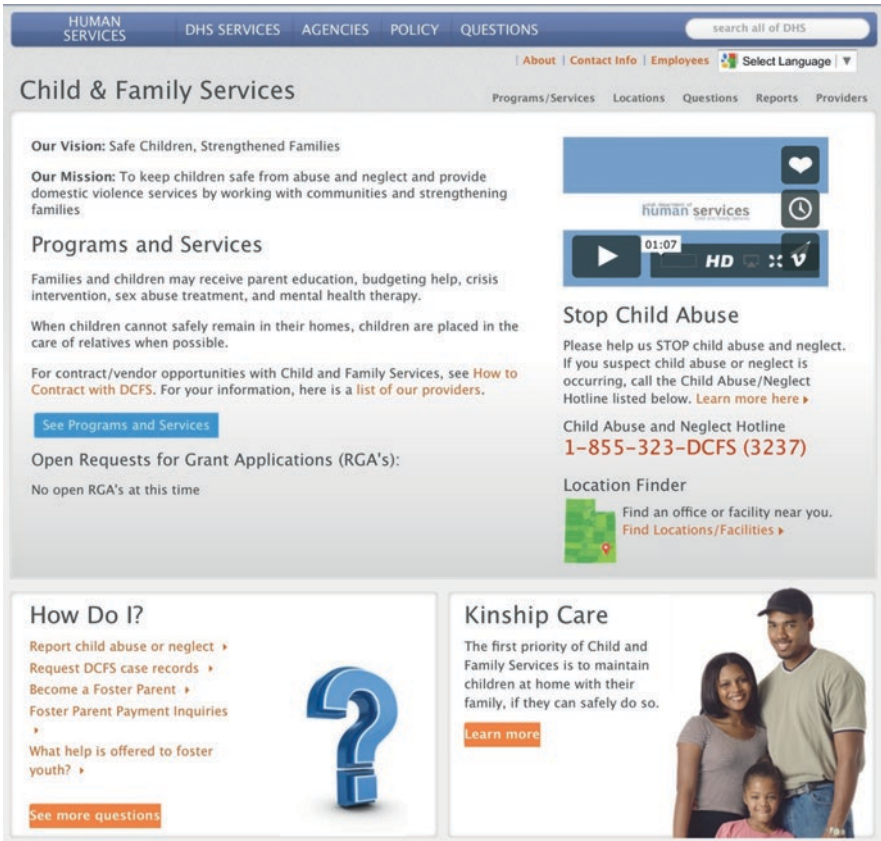 HUMAN
SERVICES
DHS SERVICES
AGENCIES
POLICY
QUESTIONS
search all of DHS
| About | Contact Info | Employees
Select Language ▼
Child & Family Services
Programs/Services
Locations
Questions
Reports
Providers
Our Vision: Safe Children, Strengthened Families
Our Mission: To keep children safe from abuse and neglect and provide
domestic violence services by working with communities and strengthening
families
Programs and Services
Families and children may receive parent education, budgeting help, crisis
intervention, sex abuse treatment, and mental health therapy.
When children cannot safely remain in their homes, children are placed in the
care of relatives when possible.
For contract/vendor opportunities with Child and Family Services, see How to
Contract with DCFS. For your information, here is a list of our providers.
See Programs and Services
Open Requests for Grant Applications (RGA's):
No open RGA's at this time
human services
01:07
HD
Stop Child Abuse
Please help us STOP child abuse and neglect.
If you suspect child abuse or neglect is
occurring, call the Child Abuse/Neglect
Hotline listed below. Learn more here ▸
Child Abuse and Neglect Hotline
1-855-323-DCFS (3237)
Location Finder
Find an office or facility near you.
Find Locations/Facilities ▸
How Do I?
Report child abuse or neglect ▸
Request DCFS case records ▸
Become a Foster Parent ▸
Foster Parent Payment Inquiries
▸
What help is offered to foster
youth? ▸
See more questions
Kinship Care
The first priority of Child and
Family Services is to maintain
children at home with their
family, if they can safely do so.
Learn more